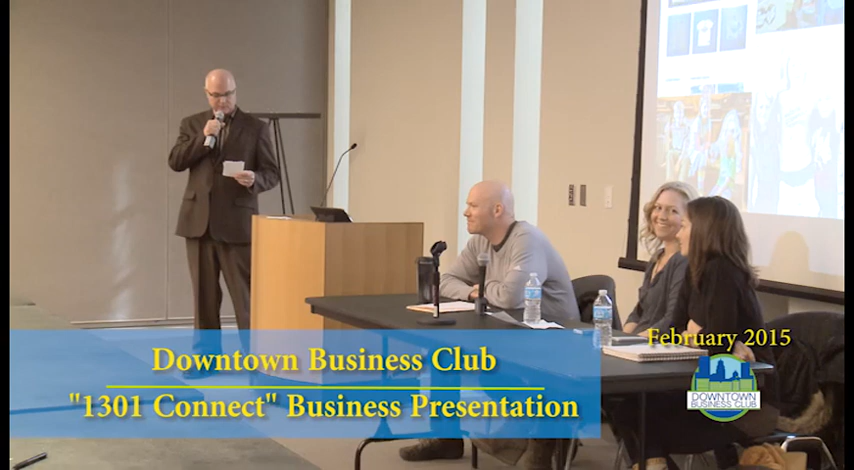 Downtown Business Club
"1301 Connect" Business Presentation
February 2015
DOWNTOWN
BUSINESS CLUB